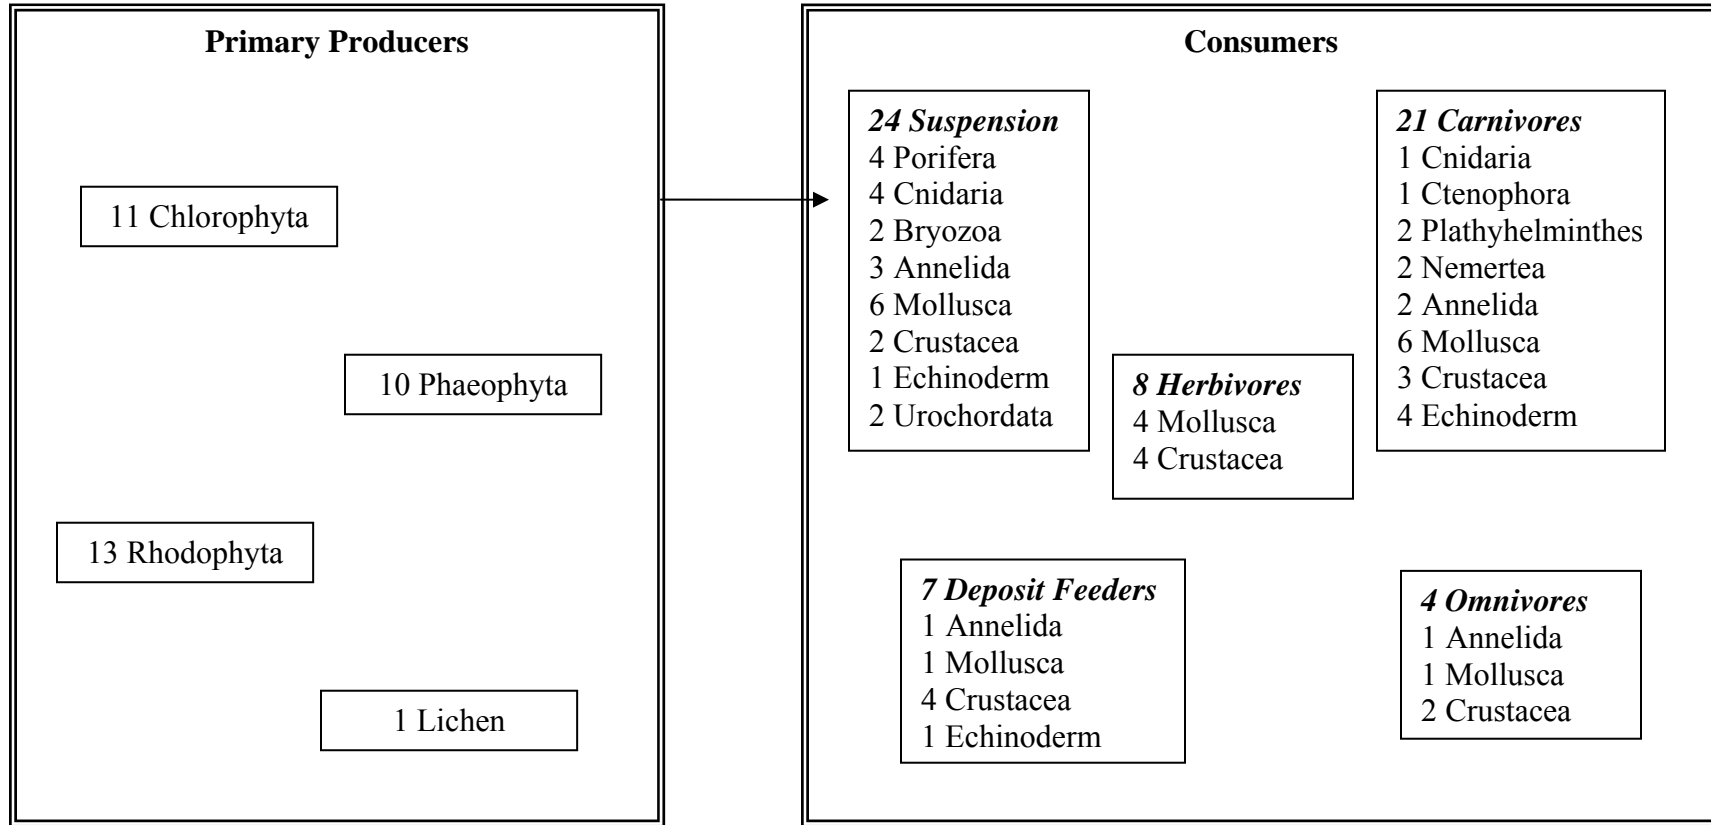 Primary Producers
11 Chlorophyta
10 Phaeophyta
13 Rhodophyta
1 Lichen
Consumers
24 Suspension
4 Porifera
4 Cnidaria
2 Bryozoa
3 Annelida
6 Mollusca
2 Crustacea
1 Echinoderm
2 Urochordata
8 Herbivores
4 Mollusca
4 Crustacea
21 Carnivores
1 Cnidaria
1 Ctenophora
2 Plathyhelminthes
2 Nemertea
2 Annelida
6 Mollusca
3 Crustacea
4 Echinoderm
7 Deposit Feeders
1 Annelida
1 Mollusca
4 Crustacea
1 Echinoderm
4 Omnivores
1 Annelida
1 Mollusca
2 Crustacea